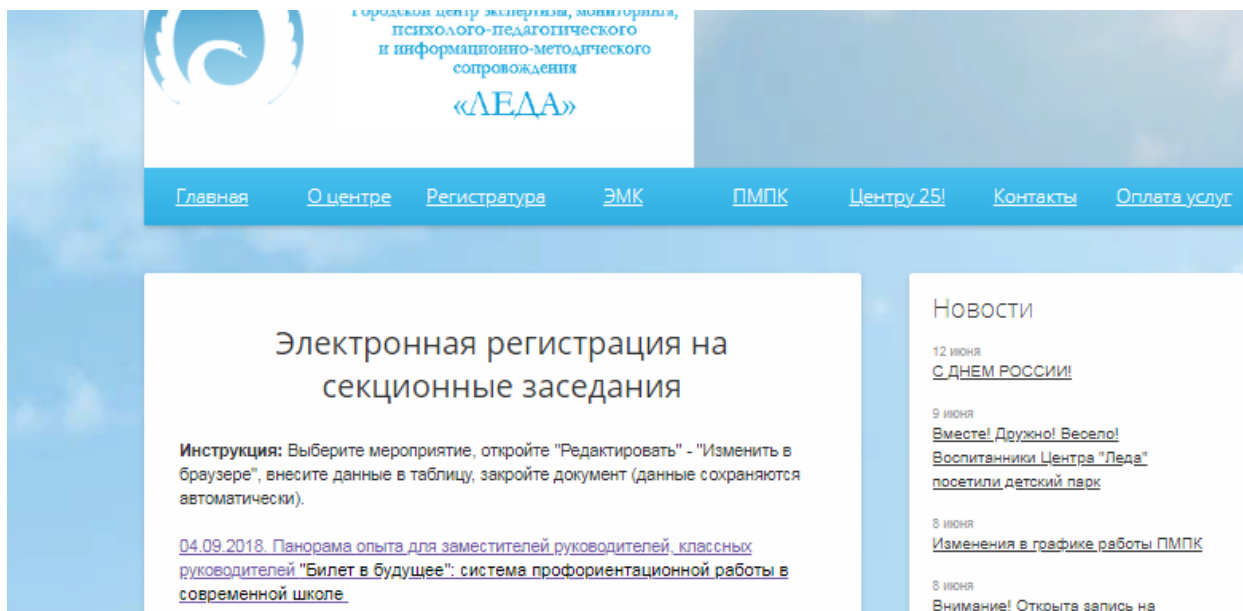 Городской центр экспертизы, мониторинга,
психолого-педагогического
и информационно-методического
сопровождения
«ЛЕДА»
Главная О центре Регистратура ЭМК ПМПК Центру 25! Контакты Оплата услуг
Электронная регистрация на
секционные заседания
Инструкция: Выберите мероприятие, откройте "Редактировать" - "Изменить в
браузере", внесите данные в таблицу, закройте документ (данные сохраняются
автоматически).
04.09.2018. Панорама опыта для заместителей руководителей, классных
руководителей "Билет в будущее": система профориентационной работы в
современной школе
Новости
12 июня
С ДНЕМ РОССИИ!
9 июня
Вместе! Дружно! Весело!
Воспитанники Центра "Леда"
посетили детский парк
8 июня
Изменения в графике работы ПМПК
8 июня
Внимание! Открыта запись на